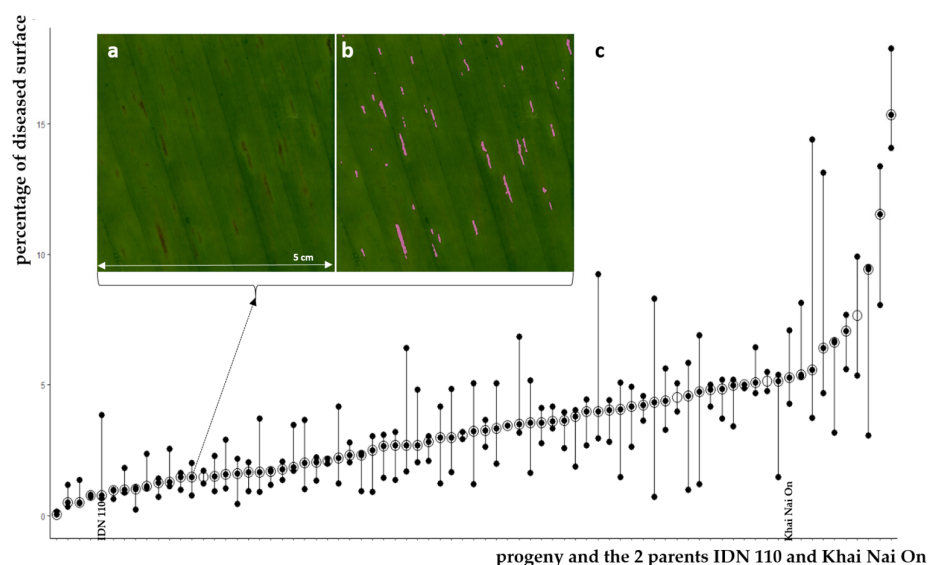 percentage of diseased surface
a
b
c
5 cm
15
10
5
0
IDN 110
Khai Nai On
progeny and the 2 parents IDN 110 and Khai Nai On